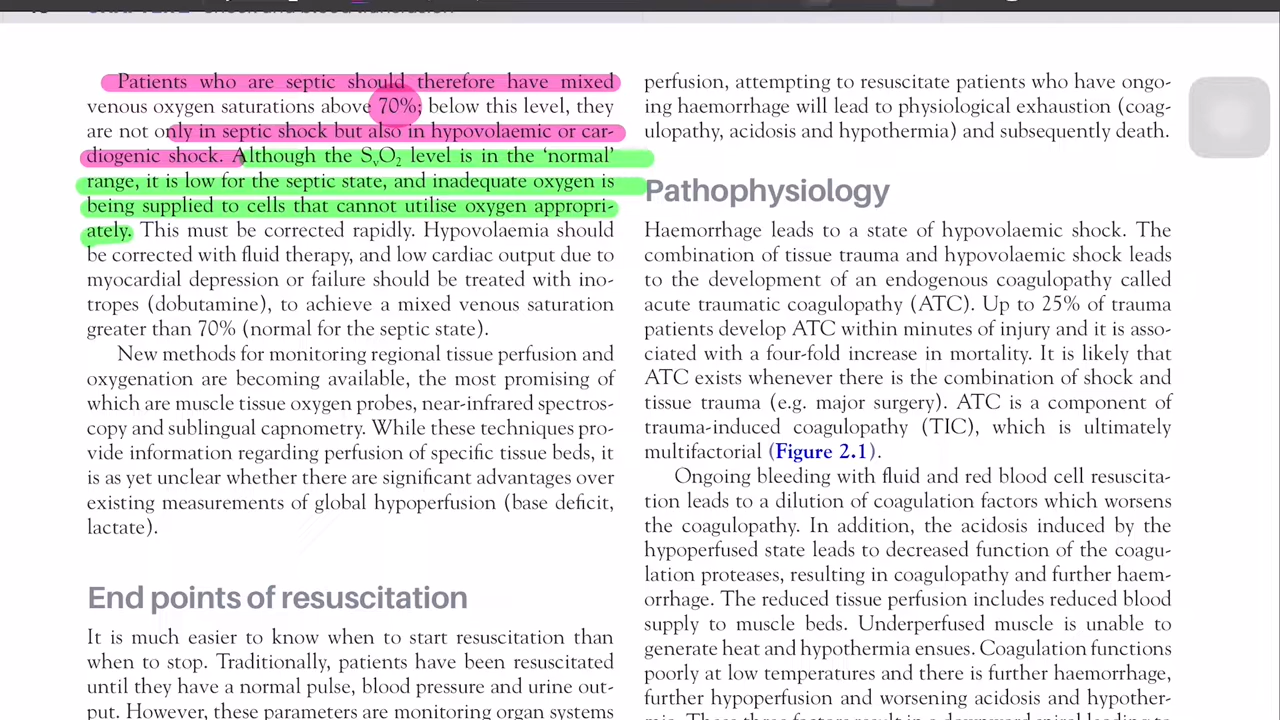 Patients who are septic should therefore have mixed
venous oxygen saturations above 70%; below this level, they
are not only in septic shock but also in hypovolaemic or car-
diogenic shock. Although the SvO2 level is in the ‘normal’
range, it is low for the septic state, and inadequate oxygen is
being supplied to cells that cannot utilise oxygen appropri-
ately. This must be corrected rapidly. Hypovolaemia should
be corrected with fluid therapy, and low cardiac output due to
myocardial depression or failure should be treated with ino-
tropes (dobutamine), to achieve a mixed venous saturation
greater than 70% (normal for the septic state).
New methods for monitoring regional tissue perfusion and
oxygenation are becoming available, the most promising of
which are muscle tissue oxygen probes, near-infrared spectros-
copy and sublingual capnometry. While these techniques pro-
vide information regarding perfusion of specific tissue beds, it
is as yet unclear whether there are significant advantages over
existing measurements of global hypoperfusion (base deficit,
lactate).
End points of resuscitation
It is much easier to know when to start resuscitation than
when to stop. Traditionally, patients have been resuscitated
until they have a normal pulse, blood pressure and urine out-
put. However, these parameters are monitoring organ systems
perfusion, attempting to resuscitate patients who have ongo-
ing haemorrhage will lead to physiological exhaustion (coag-
ulopathy, acidosis and hypothermia) and subsequently death.
Pathophysiology
Haemorrhage leads to a state of hypovolaemic shock. The
combination of tissue trauma and hypovolaemic shock leads
to the development of an endogenous coagulopathy called
acute traumatic coagulopathy (ATC). Up to 25% of trauma
patients develop ATC within minutes of injury and it is asso-
ciated with a four-fold increase in mortality. It is likely that
ATC exists whenever there is the combination of shock and
tissue trauma (e.g. major surgery). ATC is a component of
trauma-induced coagulopathy (TIC), which is ultimately
multifactorial (Figure 2.1).
Ongoing bleeding with fluid and red blood cell resuscita-
tion leads to a dilution of coagulation factors which worsens
the coagulopathy. In addition, the acidosis induced by the
hypoperfused state leads to decreased function of the coagu-
lation proteases, resulting in coagulopathy and further haem-
orrhage. The reduced tissue perfusion includes reduced blood
supply to muscle beds. Underperfused muscle is unable to
generate heat and hypothermia ensues. Coagulation functions
poorly at low temperatures and there is further haemorrhage,
further hypoperfusion and worsening acidosis and hypother-